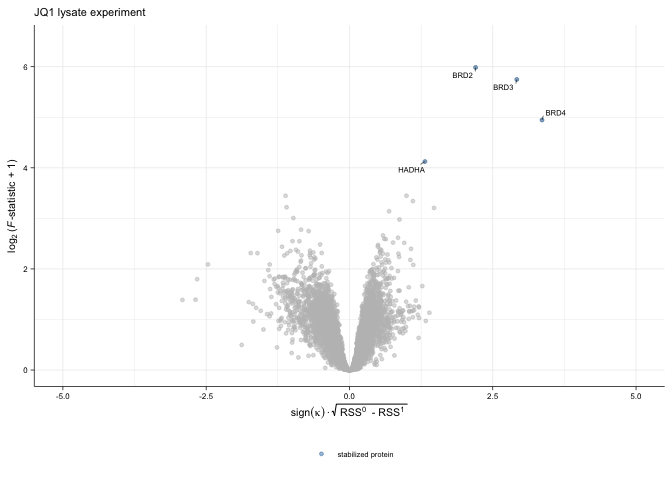 JQ1 lysate experiment
log₂ (F-statistic + 1)
6
4
2
0
BRD2
BRD3
BRD4
HADHA
-5.0 -2.5 0.0 2.5 5.0
sign(κ)·√RSS⁰ - RSS¹
stabilized protein